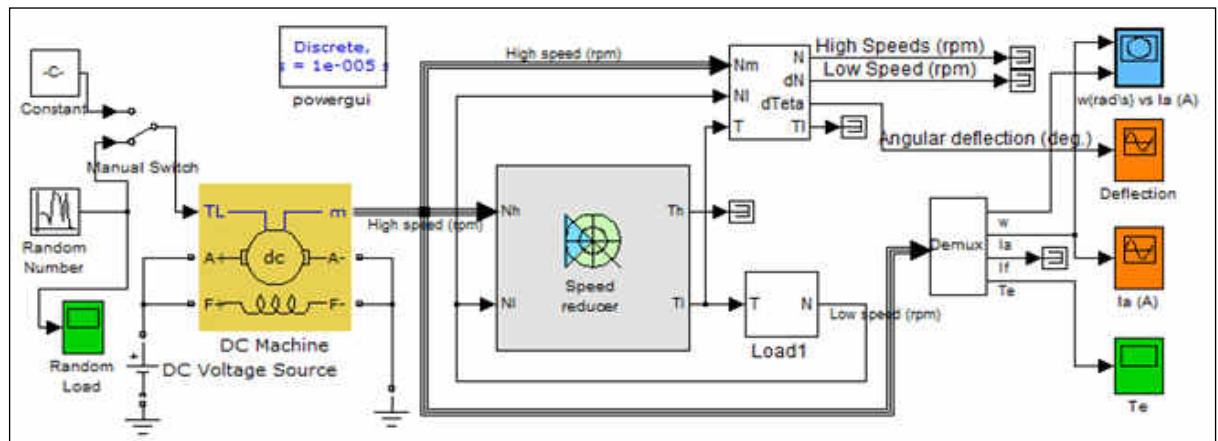 -C-
Constant
Discrete,
s = 1e-005 s
powergui
High speed (rpm)
Nm
Nl
T
N
dN
dTeta
Tl
High Speeds (rpm)
Low Speed (rpm)
Angular deflection (deg.)
w(rad\s) vs Ia (A)
Deflection
Manual Switch
Random
Number
TL
m
A+
dc
A-
F+
F-
DC Machine
DC Voltage Source
+
Random
Load
High speed (rpm)
Nh
Nl
Speed
reducer
Th
Tl
T
N
Load1
Low speed (rpm)
Demux
w
Ia
If
Te
Ia (A)
Te